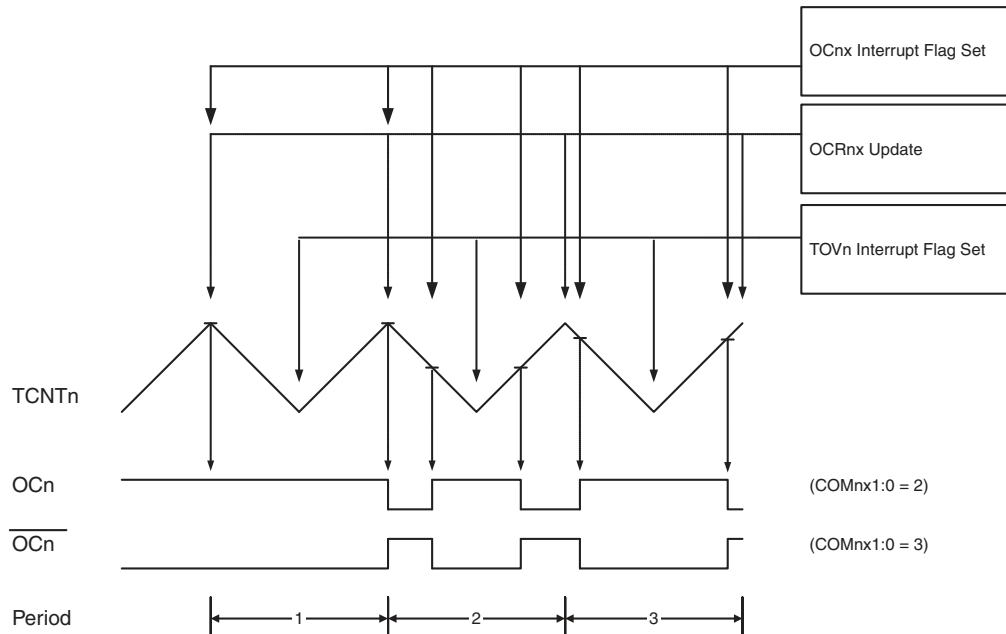 OCnx Interrupt Flag Set
OCRnx Update
TOVn Interrupt Flag Set
TCNTn
OCn (COMnx1:0 = 2)
OCn (COMnx1:0 = 3)
Period 1 2 3